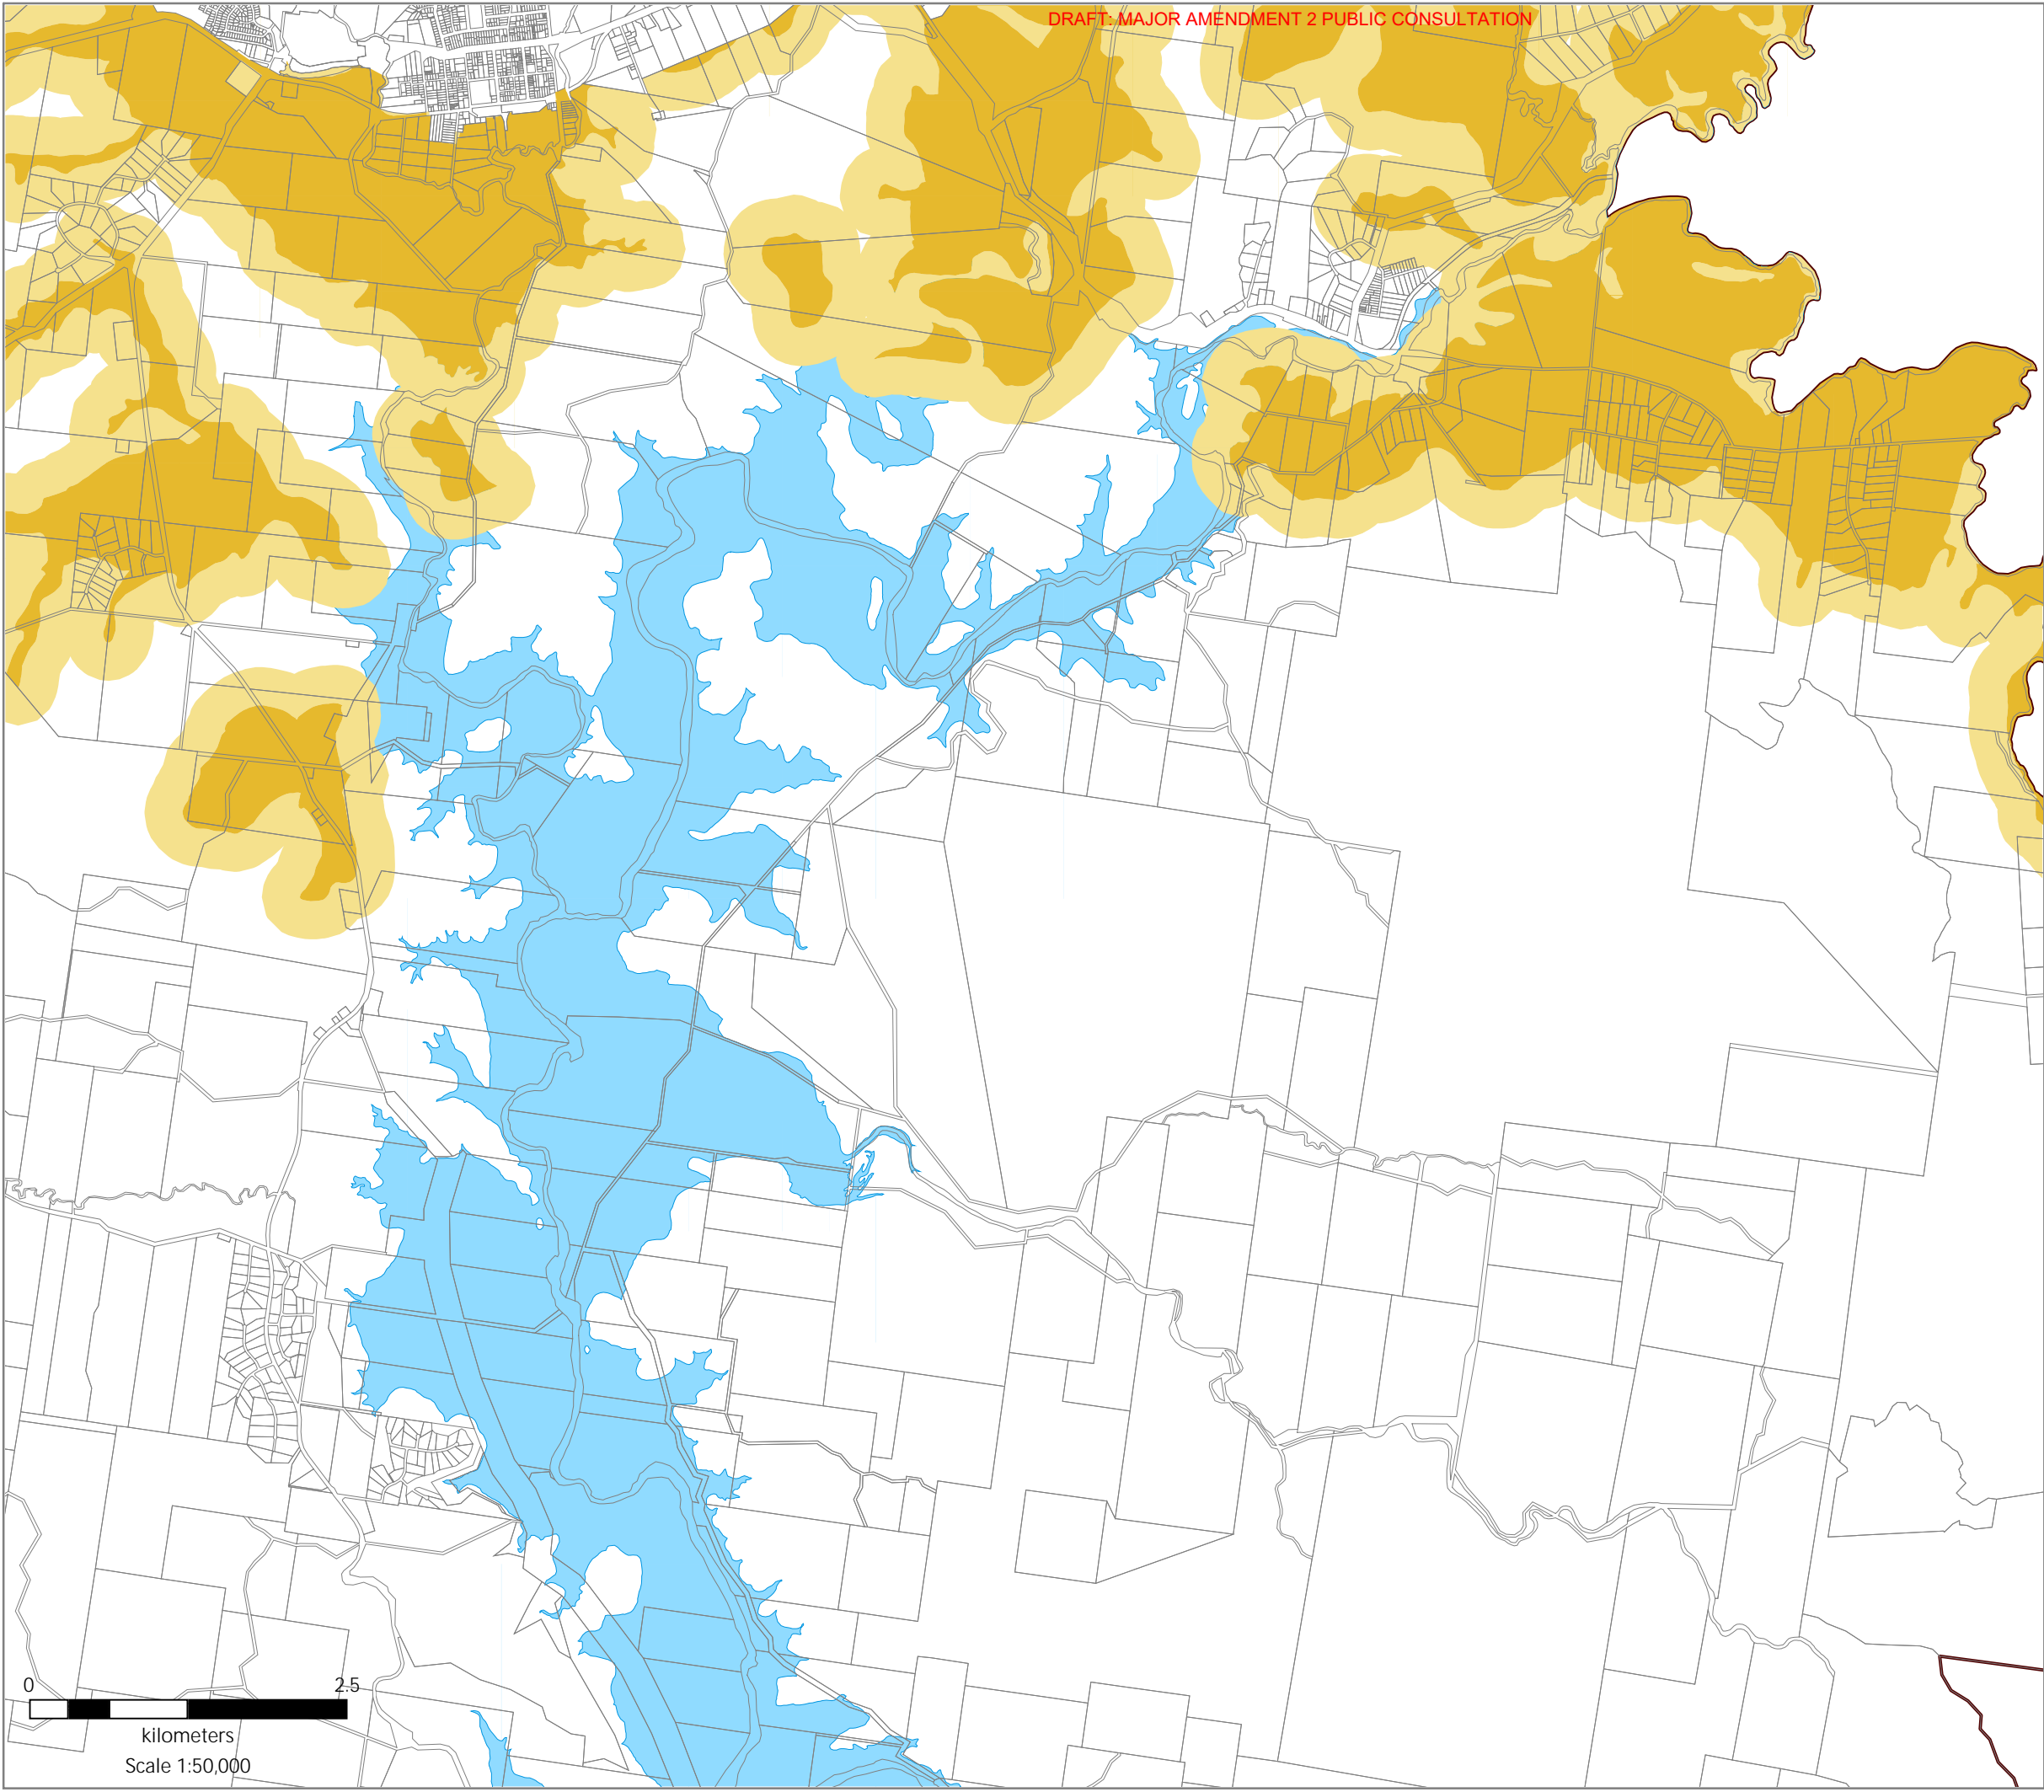 DRAFT: MAJOR AMENDMENT 2 PUBLIC CONSULTATION
0 2.5
kilometers
Scale 1:50,000